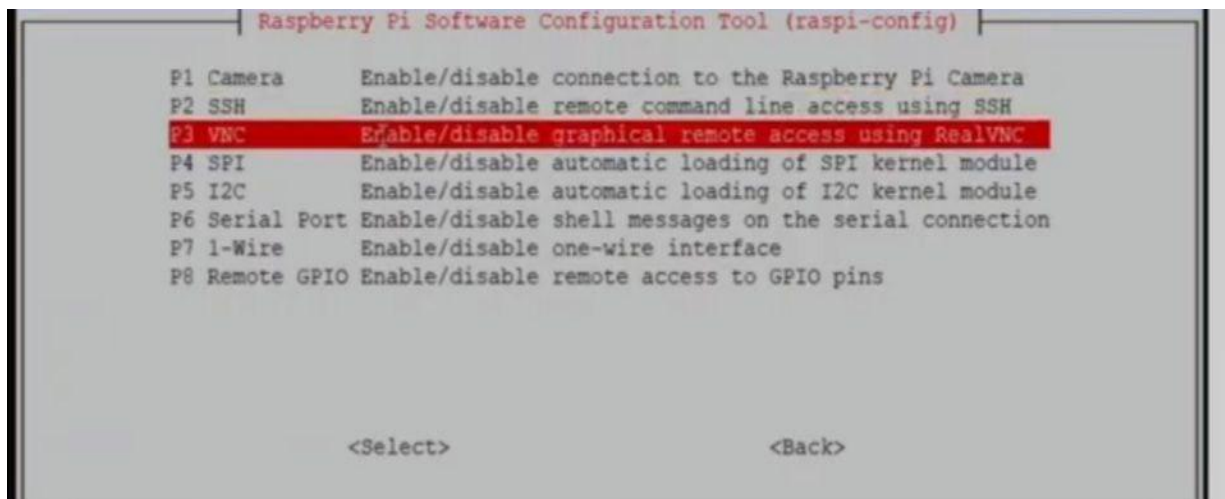 Raspberry Pi Software Configuration Tool (raspi-config)
P1 Camera Enable/disable connection to the Raspberry Pi Camera
P2 SSH Enable/disable remote command line access using SSH
P3 VNC Enable/disable graphical remote access using RealVNC
P4 SPI Enable/disable automatic loading of SPI kernel module
P5 I2C Enable/disable automatic loading of I2C kernel module
P6 Serial Port Enable/disable shell messages on the serial connection
P7 1-Wire Enable/disable one-wire interface
P8 Remote GPIO Enable/disable remote access to GPIO pins
<Select> <Back>